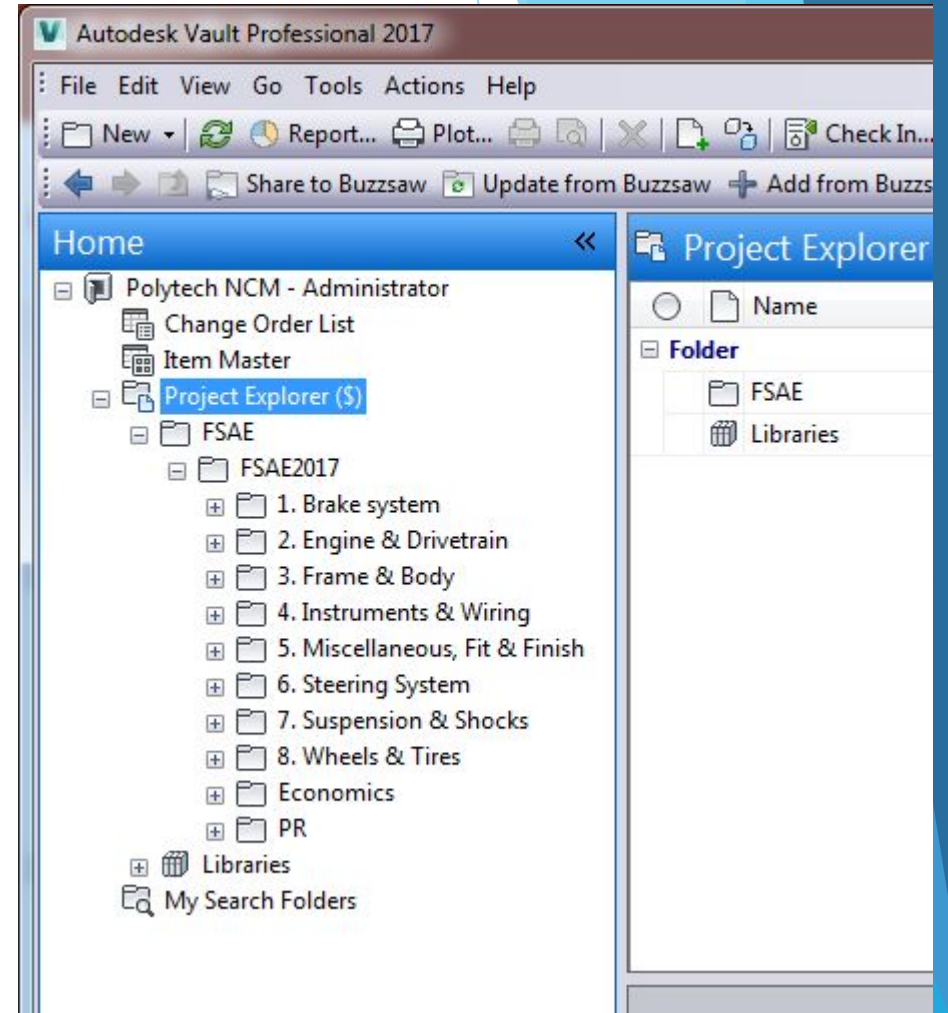 Autodesk Vault Professional 2017
File Edit View Go Tools Actions Help
New Report... Plot... Check In...
Share to Buzzsaw Update from Buzzsaw Add from Buzzs
Home
Polytech NCM - Administrator
Change Order List
Item Master
Project Explorer ($)
FSAE
FSAE2017
1. Brake system
2. Engine & Drivetrain
3. Frame & Body
4. Instruments & Wiring
5. Miscellaneous, Fit & Finish
6. Steering System
7. Suspension & Shocks
8. Wheels & Tires
Economics
PR
Libraries
My Search Folders
Project Explorer
Name
Folder
FSAE
Libraries